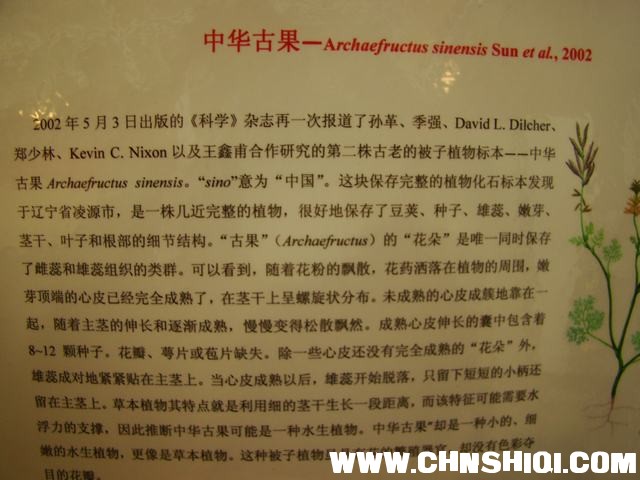 中华古果—Archaefructus sinensis Sun et al., 2002
2002 年 5 月 3 日出版的《科学》杂志再一次报道了孙革、季强、David L. Dilcher、
郑少林、Kevin C. Nixon 以及王鑫甫合作研究的第二株古老的被子植物标本——中华
古果 Archaefructus sinensis。“sino”意为“中国”。这块保存完整的植物化石标本发现
于辽宁省凌源市，是一株几近完整的植物，很好地保存了豆荚、种子、雄蕊、嫩芽、
茎干、叶子和根部的细节结构。“古果”（Archaefructus）的“花朵”是唯一同时保存
了雌蕊和雄蕊组织的类群。可以看到，随着花粉的飘散，花药洒落在植物的周围，嫩
芽顶端的心皮已经完全成熟了，在茎干上呈螺旋状分布。未成熟的心皮成簇地靠在一
起，随着主茎的伸长和逐渐成熟，慢慢变得松散飘然。成熟心皮伸长的囊中包含着
8~12 颗种子。花瓣、萼片或苞片缺失。除一些心皮还没有完全成熟的“花朵”外，
雄蕊成对地紧紧贴在主茎上。当心皮成熟以后，雄蕊开始脱落，只留下短短的小柄还
留在主茎上。草本植物其特点就是利用细的茎干生长一段距离，而该特征可能需要水
浮力的支撑，因此推断中华古果可能是一种水生植物。中华古果”却是一种小的、细
嫩的水生植物，更像是草本植物。这种被子植物 却没有色彩夺
目的花瓣。
WWW.CHNSHIQI.COM